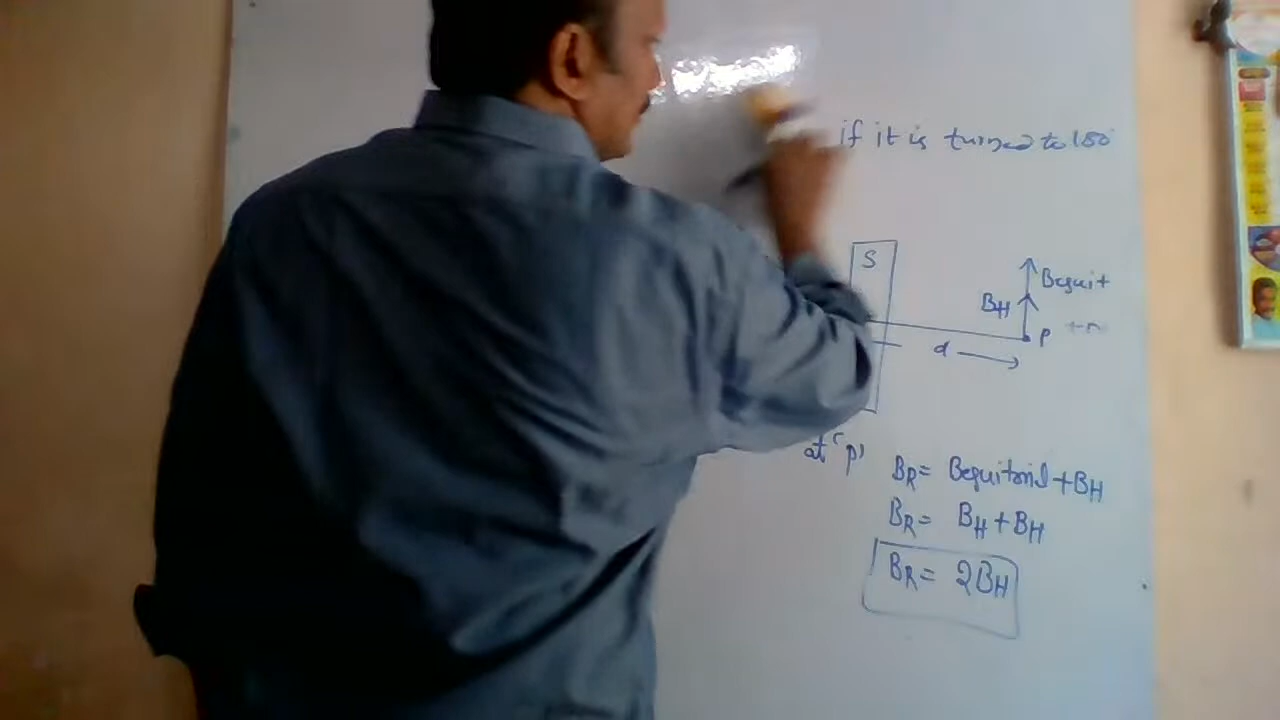 if it is turned to 180°
S
Bequit
BH
P
d
at 'p'
BR = Bequitorial + BH
BR = BH + BH
BR = 2BH